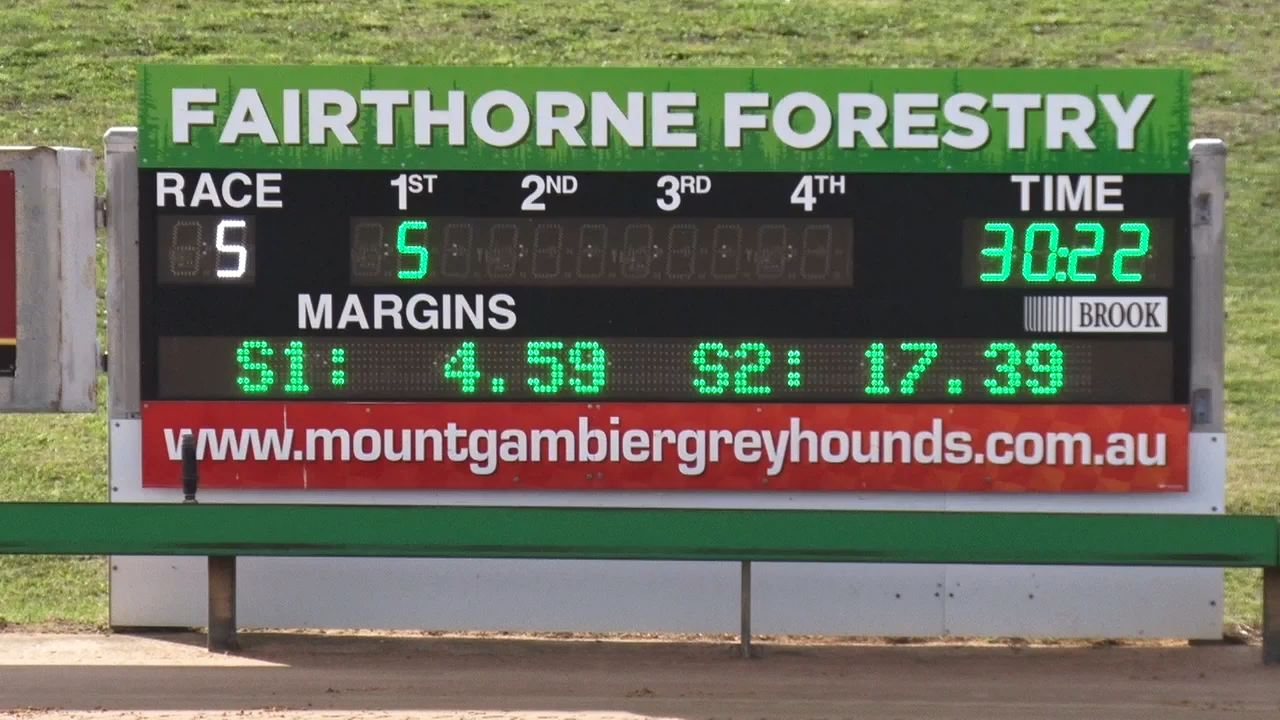 FAIRTHORNE FORESTRY
RACE 1ST 2ND 3RD 4TH TIME
5 5 30:22
MARGINS BROOK
S1: 4.59 S2: 17.39
www.mountgambiergreyhounds.com.au